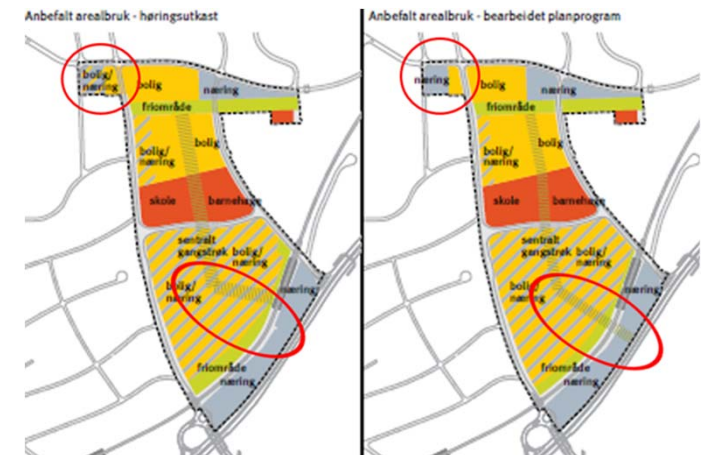 Anbefalt arealbruk - høringsutkast
bolig/
næring
bolig
næring
friområde
bolig/
næring
bolig
skole
barnehage
sentralt
gangstrøk
bolig/
næring
bolig/
næring
næring
friområde
næring
Anbefalt arealbruk - bearbeidet planprogram
næring
bolig
næring
friområde
bolig/
næring
bolig
skole
barnehage
sentralt
gangstrøk
bolig/
næring
bolig/
næring
næring
friområde
næring